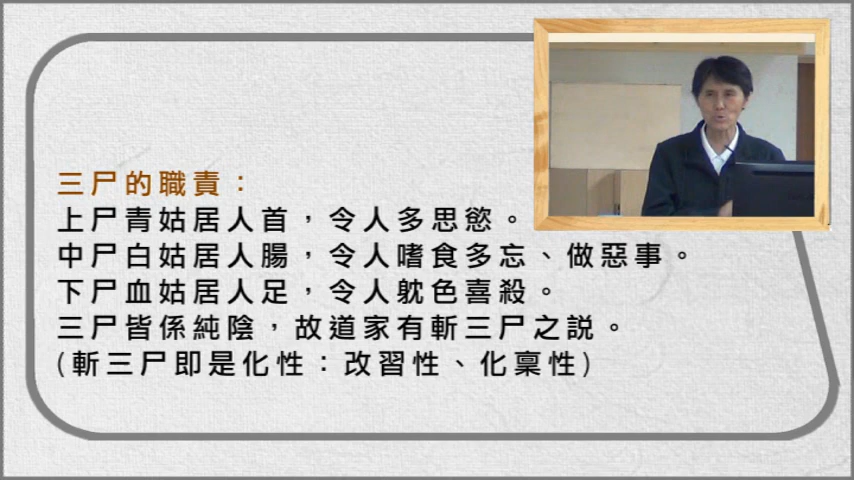 三尸的職責：
上尸青姑居人首，令人多思慾。
中尸白姑居人腸，令人嗜食多忘、做惡事。
下尸血姑居人足，令人躭色喜殺。
三尸皆係純陰，故道家有斬三尸之説。
(斬三尸即是化性：改習性、化稟性)